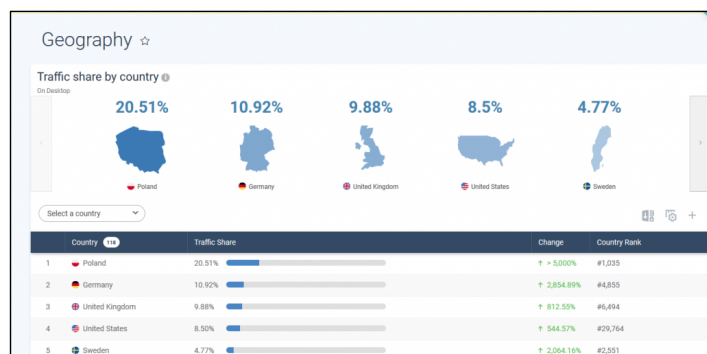 Geography
Traffic share by country
On Desktop
20.51% 10.92% 9.88% 8.5% 4.77%
Poland Germany United Kingdom United States Sweden
Select a country
Country 118 Traffic Share Change Country Rank
1 Poland 20.51% ↑ > 5,000% #1,035
2 Germany 10.92% ↑ 2,854.89% #4,855
3 United Kingdom 9.88% ↑ 812.55% #6,494
4 United States 8.50% ↑ 544.57% #29,764
5 Sweden 4.77% ↑ 2,064.16% #2,551